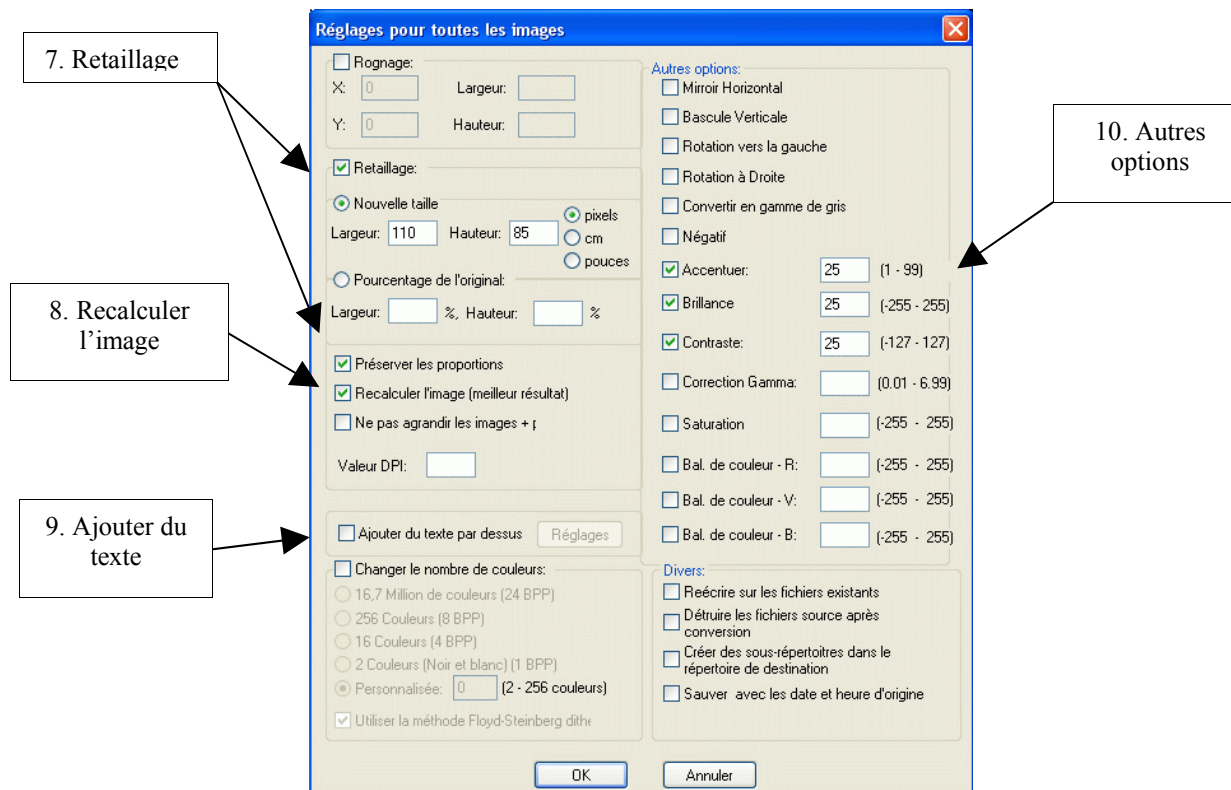 Réglages pour toutes les images
7. Retaillage
Rognage:
X: 0 Largeur:
Y: 0 Hauteur:
Retaillage:
Nouvelle taille
Largeur: 110 Hauteur: 85
pixels
cm
pouces
Pourcentage de l'original:
Largeur: %, Hauteur: %
8. Recalculer
l’image
Préserver les proportions
Recalculer l'image (meilleur résultat)
Ne pas agrandir les images + p
Valeur DPI:
9. Ajouter du
texte
Ajouter du texte par dessus Réglages
Changer le nombre de couleurs:
16,7 Million de couleurs (24 BPP)
256 Couleurs (8 BPP)
16 Couleurs (4 BPP)
2 Couleurs (Noir et blanc) (1 BPP)
Personnalisée: 0 (2 - 256 couleurs)
Utiliser la méthode Floyd-Steinberg dithe
Autres options:
Mirroir Horizontal
Bascule Verticale
Rotation vers la gauche
Rotation à Droite
Convertir en gamme de gris
Négatif
Accentuer: 25 (1 - 99)
Brillance 25 (-255 - 255)
Contraste: 25 (-127 - 127)
Correction Gamma: (0.01 - 6.99)
Saturation (-255 - 255)
Bal. de couleur - R: (-255 - 255)
Bal. de couleur - V: (-255 - 255)
Bal. de couleur - B: (-255 - 255)
10. Autres
options
Divers:
Reécrire sur les fichiers existants
Détruire les fichiers source après
conversion
Créer des sous-répertoitres dans le
répertoire de destination
Sauver avec les date et heure d'origine
OK Annuler